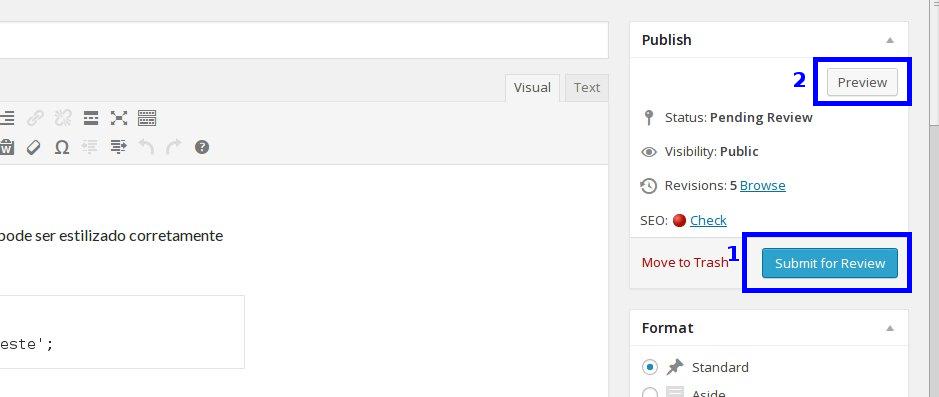 Publish
2
Preview
Visual
Text
Status: Pending Review
Visibility: Public
Revisions: 5 Browse
SEO: Check
pode ser estilizado corretamente
1
Move to Trash
Submit for Review
este';
Format
Standard
Aside